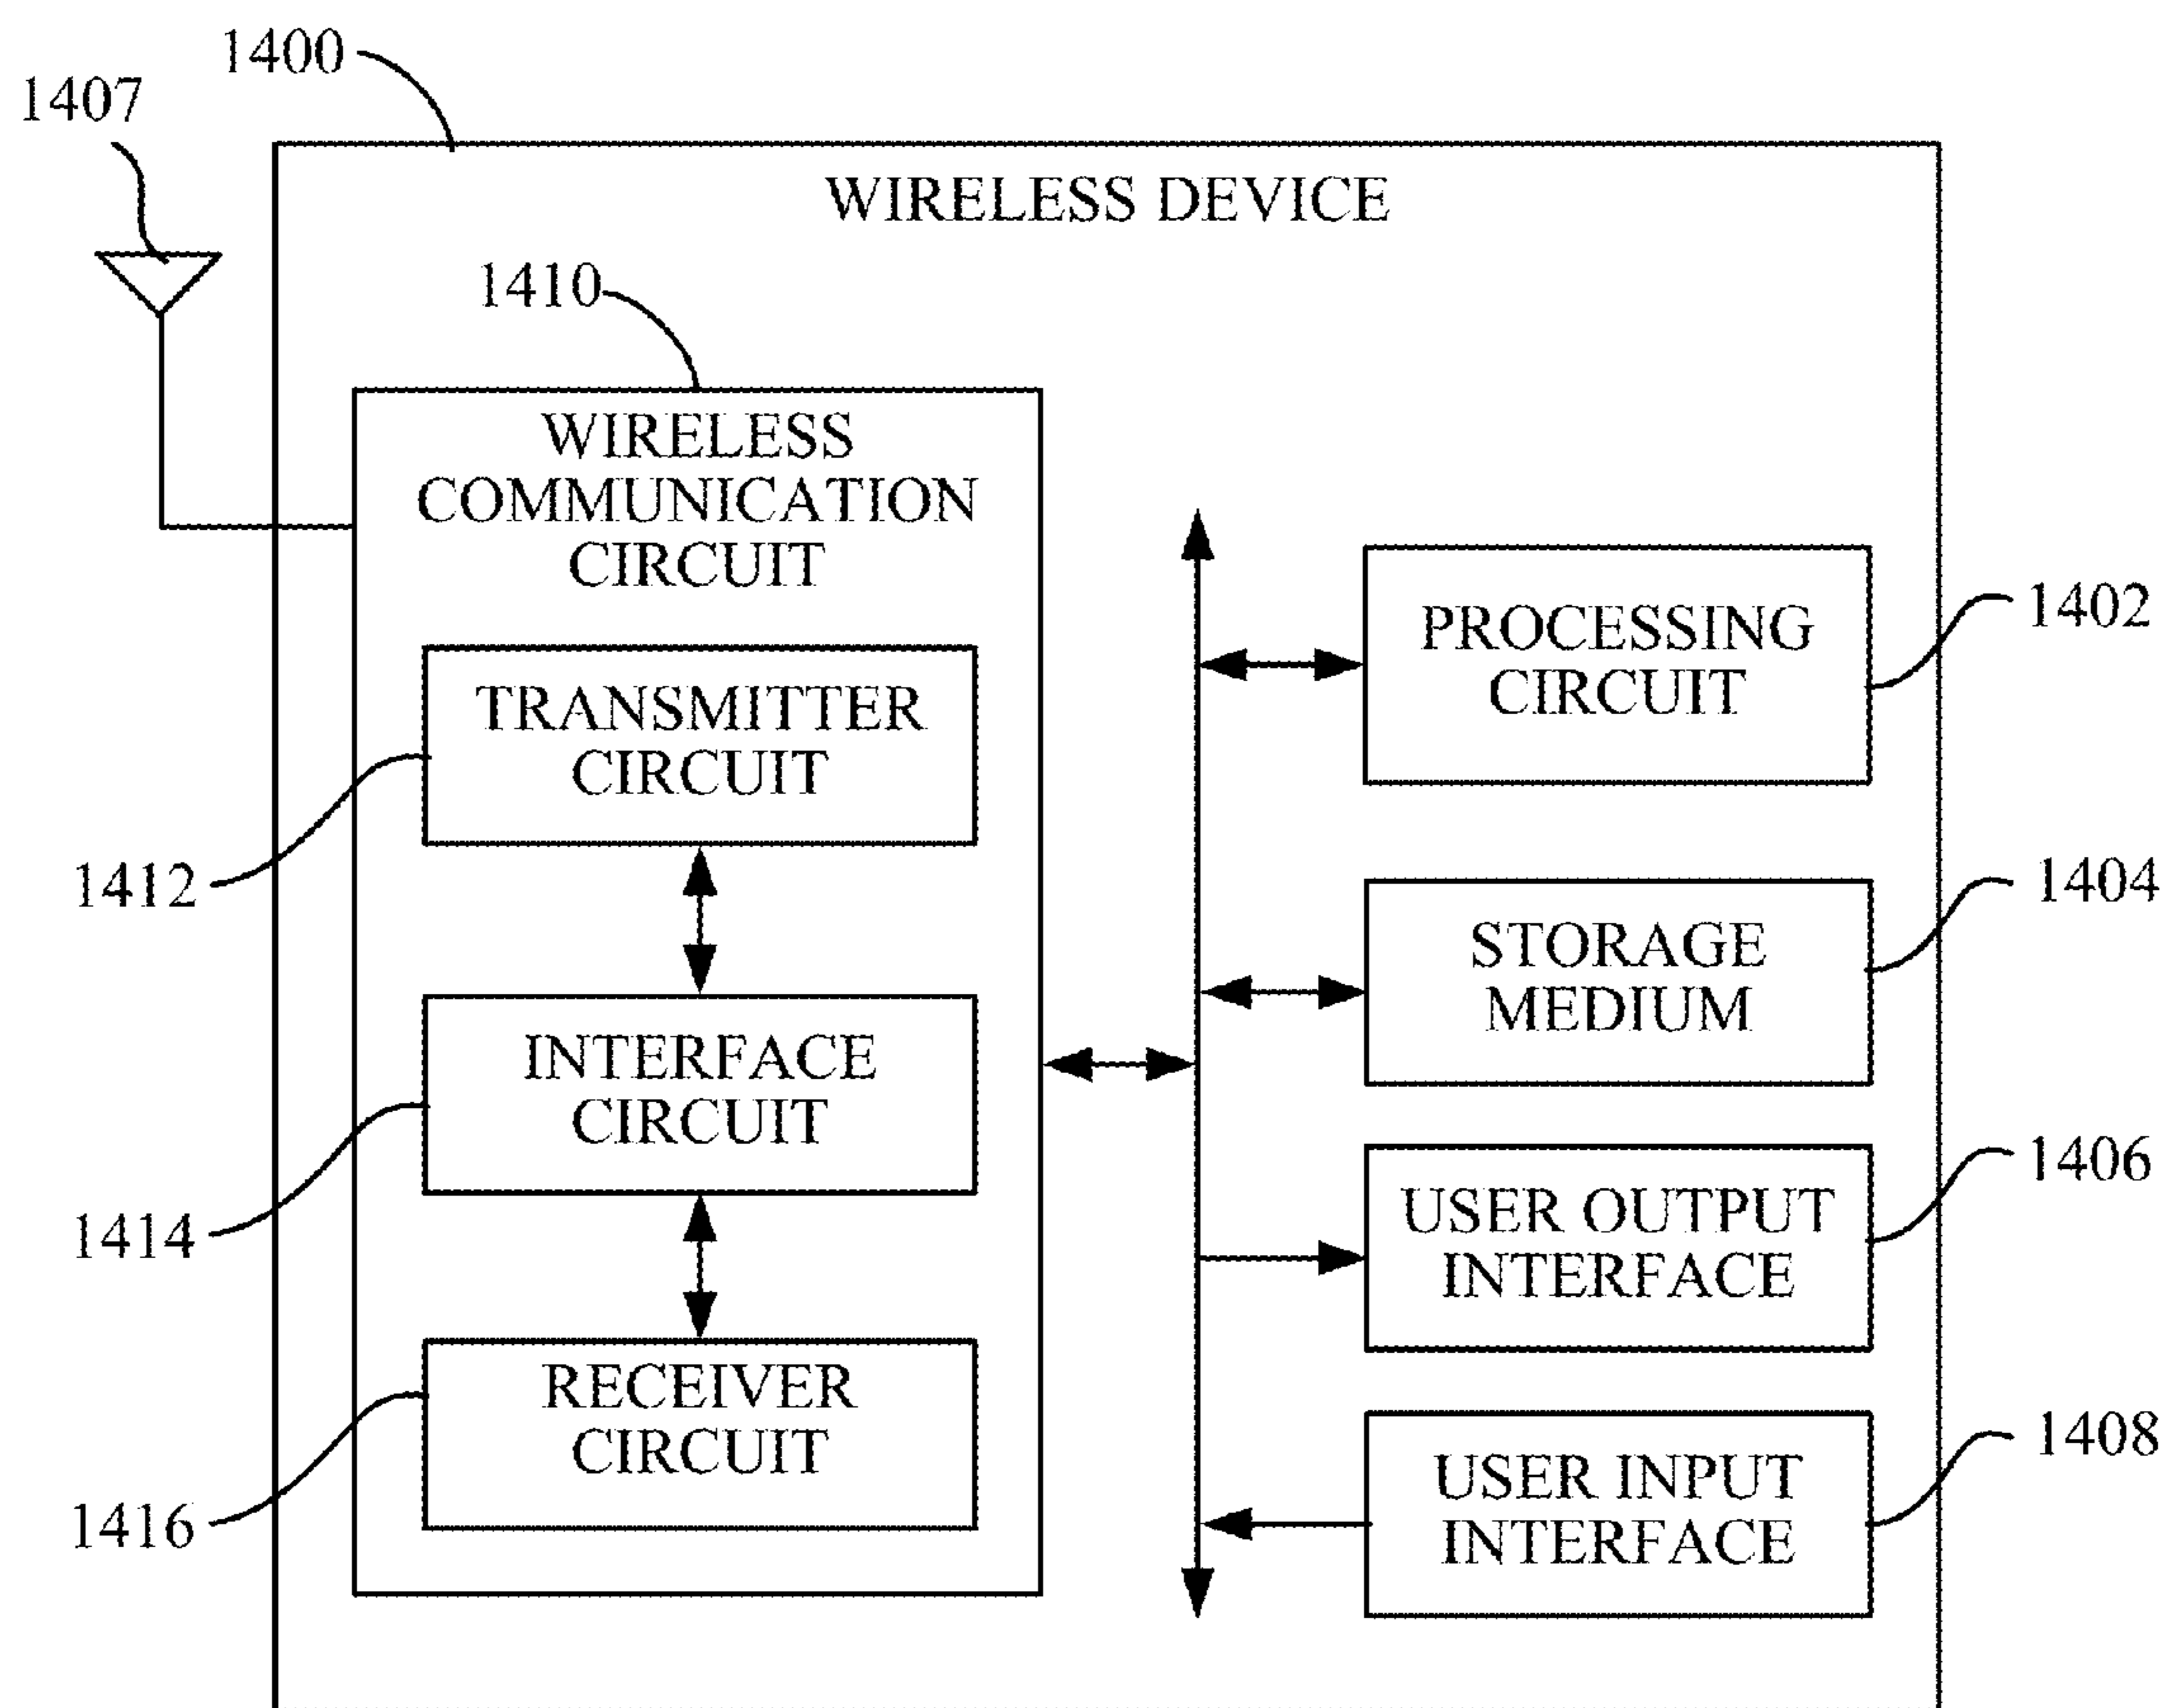 1400
1407
WIRELESS DEVICE
1410
WIRELESS
COMMUNICATION
CIRCUIT
TRANSMITTER
CIRCUIT
1412
INTERFACE
CIRCUIT
1414
RECEIVER
CIRCUIT
1416
PROCESSING
CIRCUIT
1402
STORAGE
MEDIUM
1404
USER OUTPUT
INTERFACE
1406
USER INPUT
INTERFACE
1408